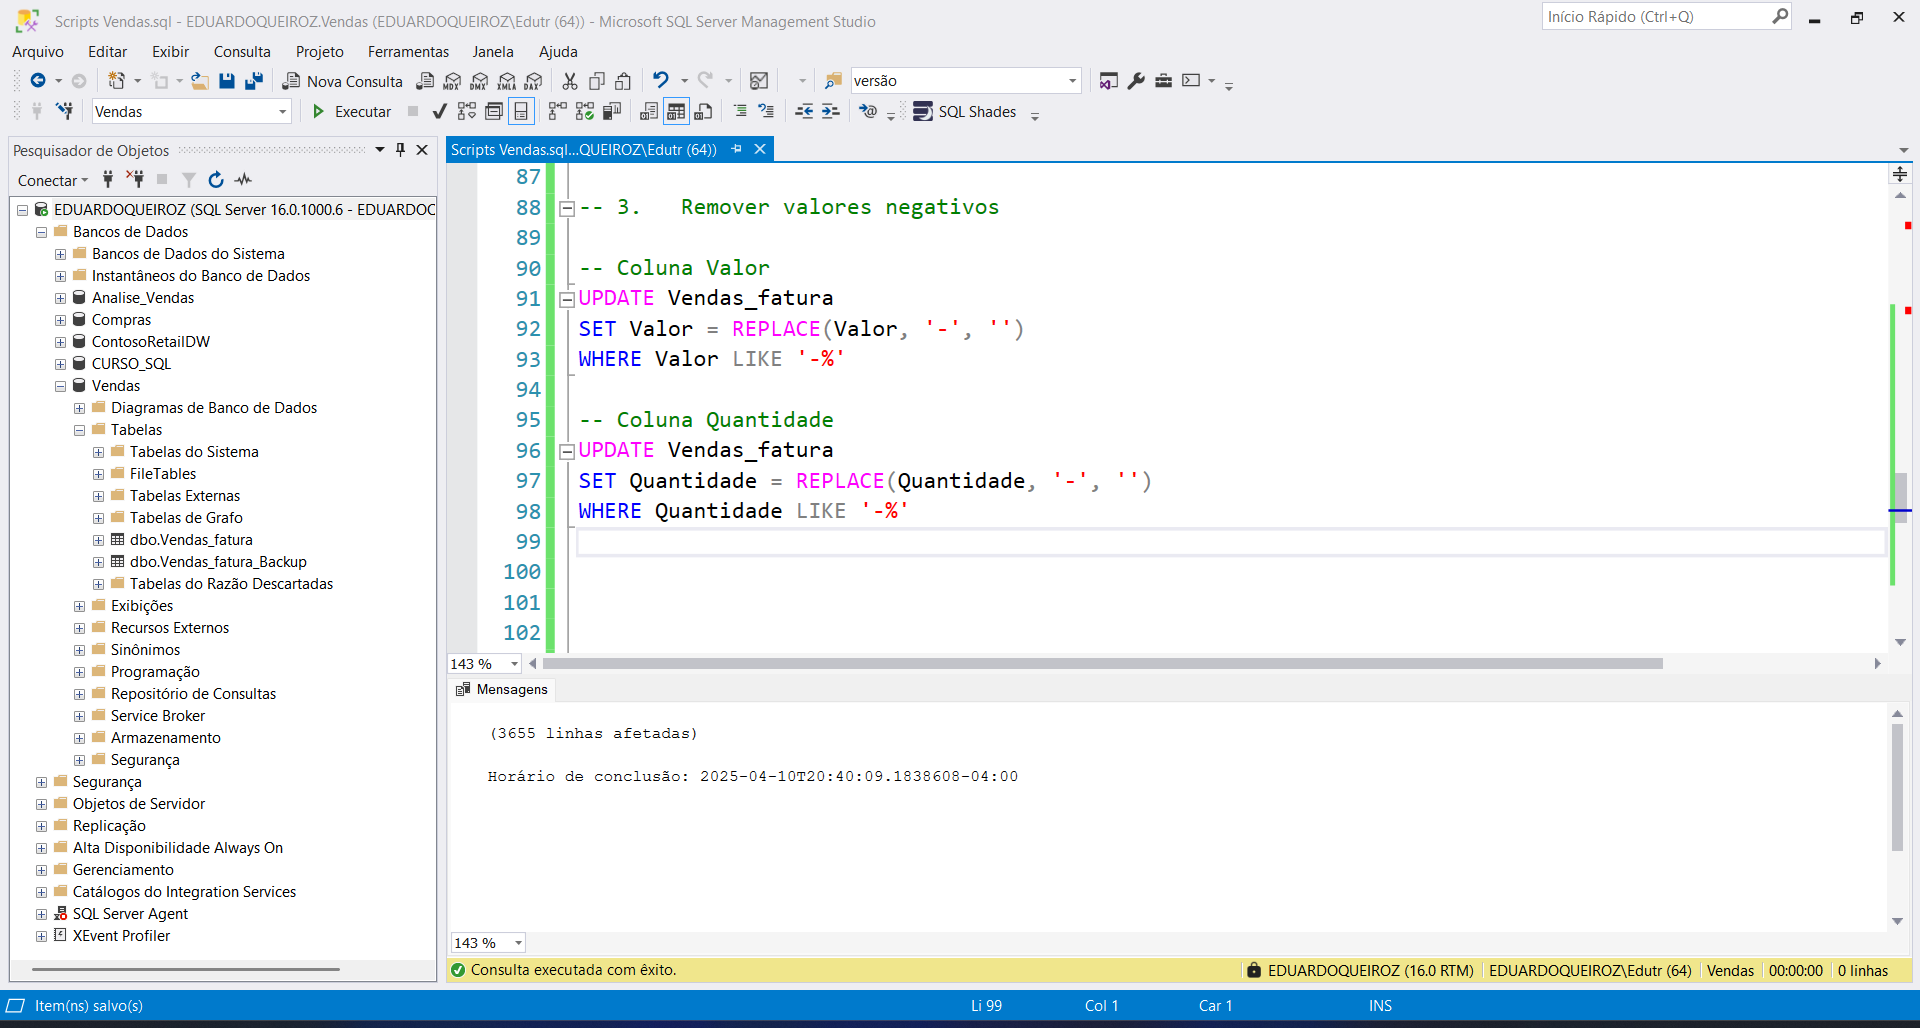 Scripts Vendas.sql - EDUARDOQUEIROZ.Vendas (EDUARDOQUEIROZ\Edutr (64)) - Microsoft SQL Server Management Studio
Início Rápido (Ctrl+Q)
Arquivo Editar Exibir Consulta Projeto Ferramentas Janela Ajuda
Nova Consulta MDX DMX XMLA DAX versão
Vendas Executar SQL Shades
Pesquisador de Objetos
Conectar
EDUARDOQUEIROZ (SQL Server 16.0.1000.6 - EDUARDOC
Bancos de Dados
Bancos de Dados do Sistema
Instantâneos do Banco de Dados
Analise_Vendas
Compras
ContosoRetailDW
CURSO_SQL
Vendas
Diagramas de Banco de Dados
Tabelas
Tabelas do Sistema
FileTables
Tabelas Externas
Tabelas de Grafo
dbo.Vendas_fatura
dbo.Vendas_fatura_Backup
Tabelas do Razão Descartadas
Exibições
Recursos Externos
Sinônimos
Programação
Repositório de Consultas
Service Broker
Armazenamento
Segurança
Segurança
Objetos de Servidor
Replicação
Alta Disponibilidade Always On
Gerenciamento
Catálogos do Integration Services
SQL Server Agent
XEvent Profiler
Scripts Vendas.sql...QUEIROZ\Edutr (64))
87
88 -- 3.   Remover valores negativos
89
90 -- Coluna Valor
91 UPDATE Vendas_fatura
92 SET Valor = REPLACE(Valor, '-', '')
93 WHERE Valor LIKE '-%'
94
95 -- Coluna Quantidade
96 UPDATE Vendas_fatura
97 SET Quantidade = REPLACE(Quantidade, '-', '')
98 WHERE Quantidade LIKE '-%'
99
100
101
102
143 %
Mensagens
(3655 linhas afetadas)
Horário de conclusão: 2025-04-10T20:40:09.1838608-04:00
143 %
Consulta executada com êxito.
EDUARDOQUEIROZ (16.0 RTM) EDUARDOQUEIROZ\Edutr (64) Vendas 00:00:00 0 linhas
Item(ns) salvo(s) Li 99 Col 1 Car 1 INS